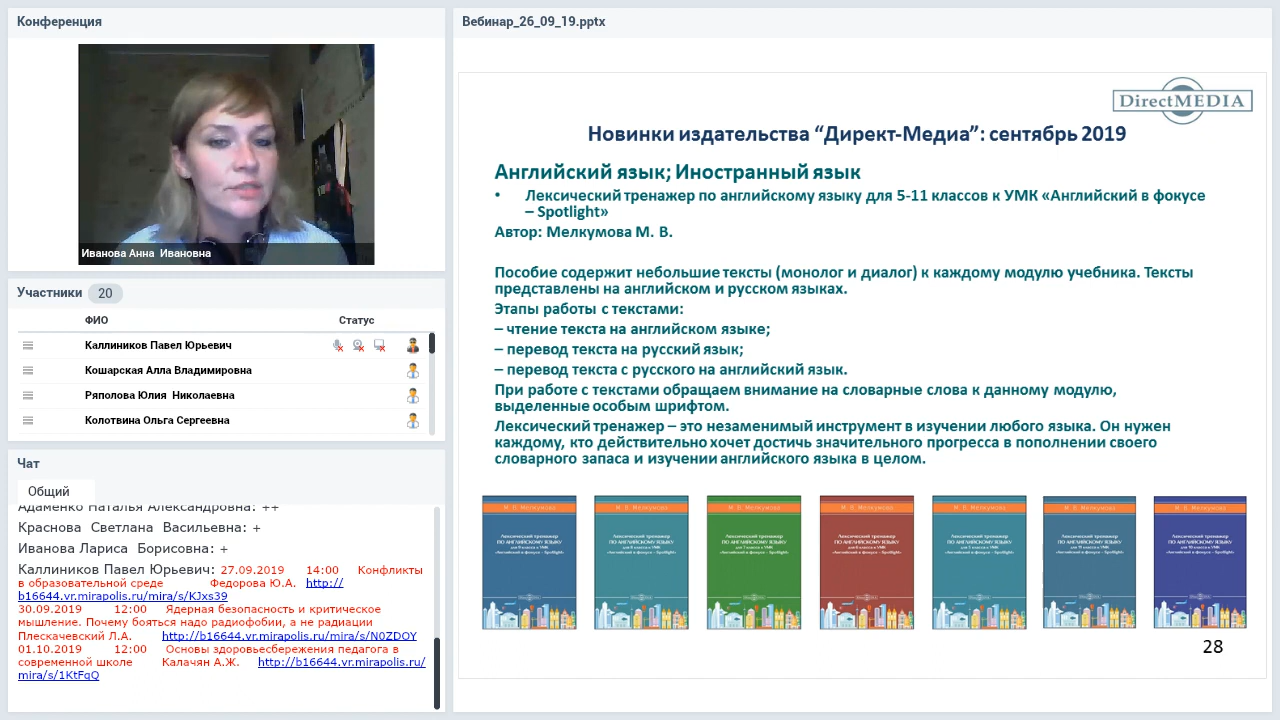 Конференция
Иванова Анна  Ивановна
Участники 20
ФИО Статус
Каллиников Павел Юрьевич
Кошарская Алла Владимировна
Ряполова Юлия  Николаевна
Колотвина Ольга Сергеевна
Чат
Общий
Адаменко Наталья Александровна: ++
Краснова  Светлана  Васильевна: +
Иванова Лариса  Борисовна: +
Каллиников Павел Юрьевич: 27.09.2019 14:00 Конфликты
в образовательной среде Федорова Ю.А. http://
b16644.vr.mirapolis.ru/mira/s/KJxs39
30.09.2019 12:00 Ядерная безопасность и критическое
мышление. Почему бояться надо радиофобии, а не радиации
Плескачевский Л.А. http://b16644.vr.mirapolis.ru/mira/s/N0ZDOY
01.10.2019 12:00 Основы здоровьесбережения педагога в
современной школе Калачян А.Ж. http://b16644.vr.mirapolis.ru/
mira/s/1KtFqQ
Вебинар_26_09_19.pptx
DirectMEDIA
Новинки издательства “Директ-Медиа”: сентябрь 2019
Английский язык; Иностранный язык
• Лексический тренажер по английскому языку для 5-11 классов к УМК «Английский в фокусе
– Spotlight»
Автор: Мелкумова М. В.
Пособие содержит небольшие тексты (монолог и диалог) к каждому модулю учебника. Тексты
представлены на английском и русском языках.
Этапы работы с текстами:
– чтение текста на английском языке;
– перевод текста на русский язык;
– перевод текста с русского на английский язык.
При работе с текстами обращаем внимание на словарные слова к данному модулю,
выделенные особым шрифтом.
Лексический тренажер – это незаменимый инструмент в изучении любого языка. Он нужен
каждому, кто действительно хочет достичь значительного прогресса в пополнении своего
словарного запаса и изучении английского языка в целом.
М. В. Мелкумова
М. В. Мелкумова
М. В. Мелкумова
М. В. Мелкумова
М. В. Мелкумова
М. В. Мелкумова
М. В. Мелкумова
28